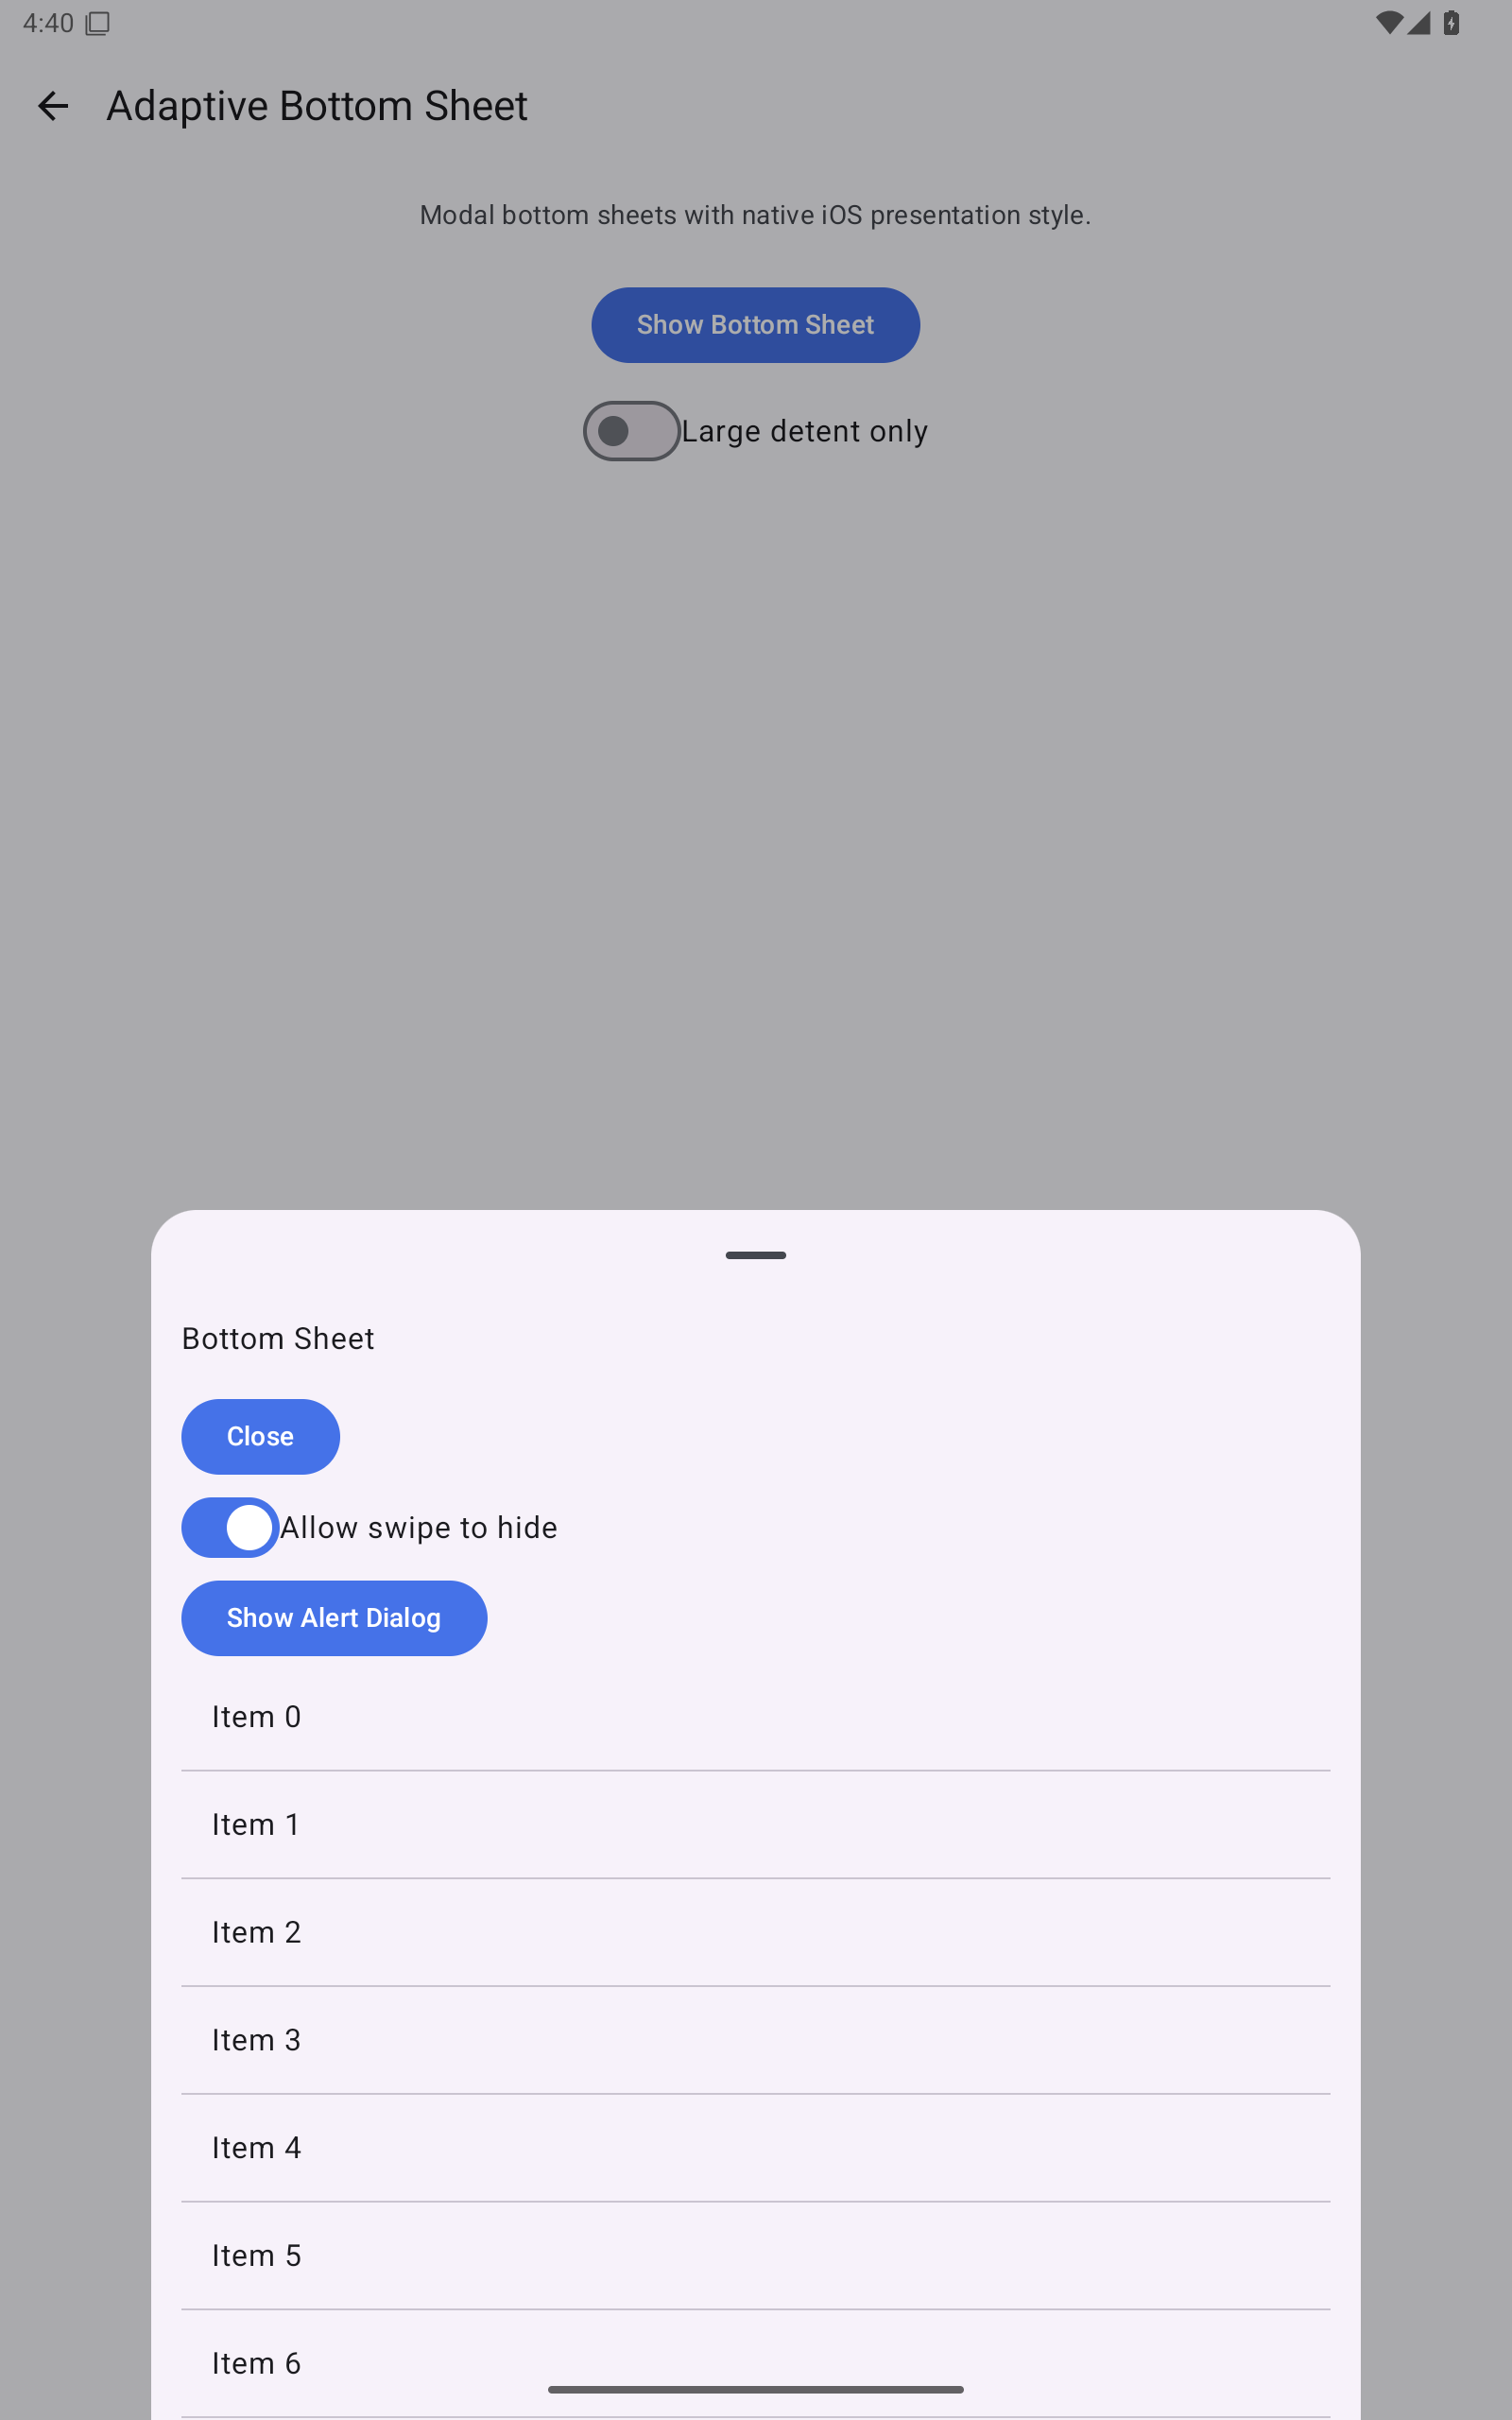 4:40
Adaptive Bottom Sheet
Modal bottom sheets with native iOS presentation style.
Show Bottom Sheet
Large detent only
Bottom Sheet
Close
Allow swipe to hide
Show Alert Dialog
Item 0
Item 1
Item 2
Item 3
Item 4
Item 5
Item 6